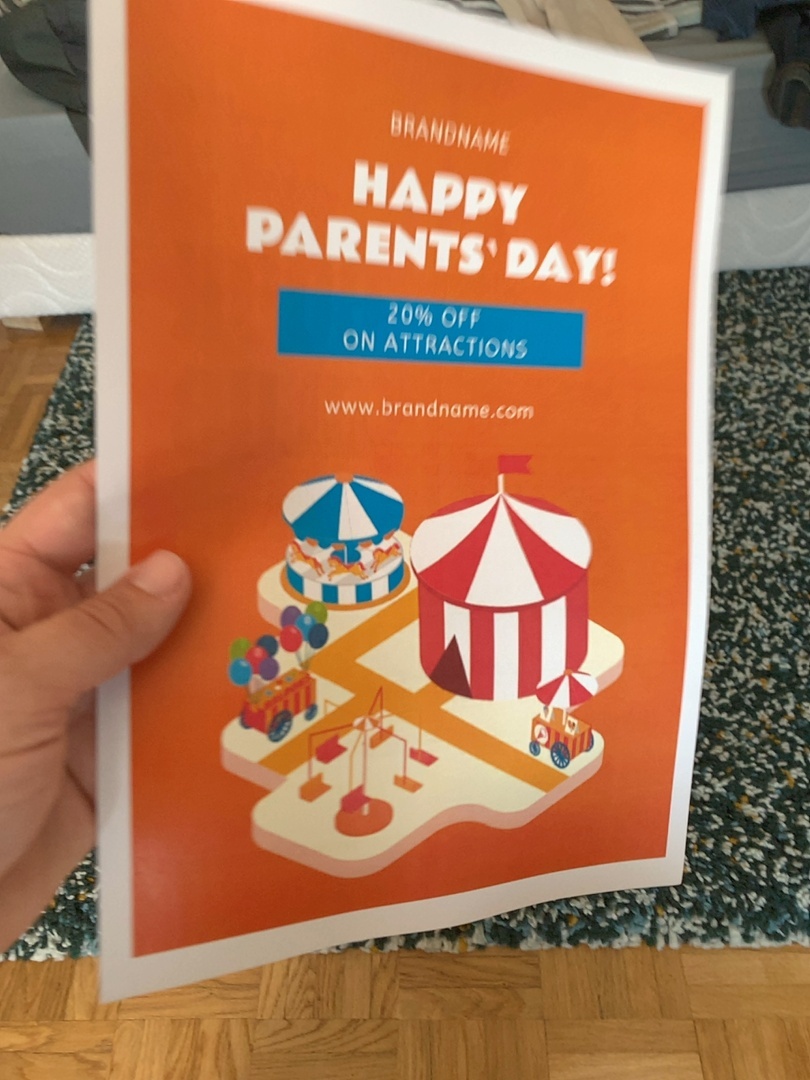 BRANDNAME
HAPPY
PARENTS' DAY!
20% OFF
ON ATTRACTIONS
www.brandname.com